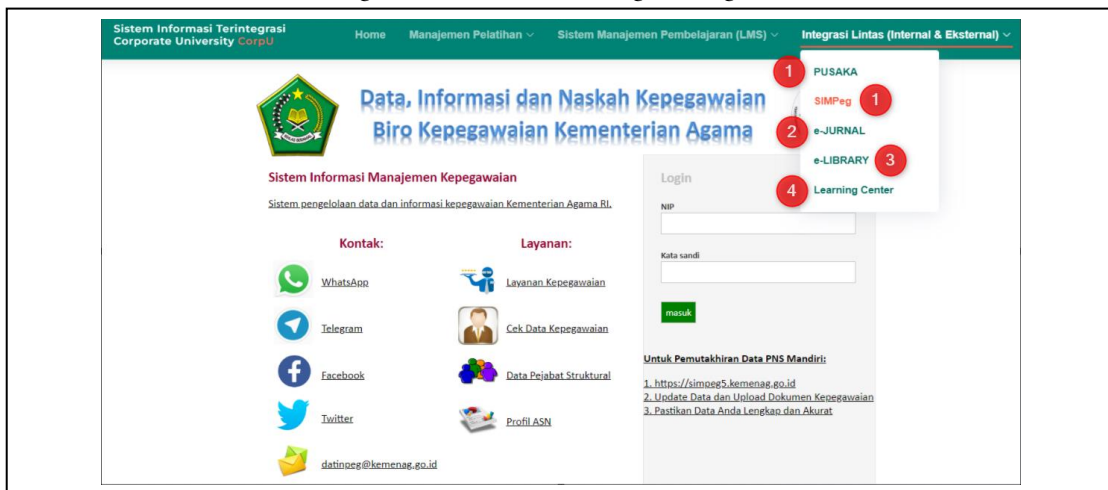 Sistem Informasi Terintegrasi
Corporate University CorpU
Home
Manajemen Pelatihan
Sistem Manajemen Pembelajaran (LMS)
Integrasi Lintas (Internal & Eksternal)
1 PUSAKA
SIMPeg 1
2 e-JURNAL
e-LIBRARY 3
4 Learning Center
Data, Informasi dan Naskah Kepegawaian
Biro Kepegawaian Kementerian Agama
Sistem Informasi Manajemen Kepegawaian
Sistem pengelolaan data dan informasi kepegawaian Kementerian Agama RI.
Kontak:
WhatsApp
Telegram
Facebook
Twitter
datinpeg@kemenag.go.id
Layanan:
Layanan Kepegawaian
Cek Data Kepegawaian
Data Pejabat Struktural
Profil ASN
Login
NIP
Kata sandi
masuk
Untuk Pemutakhiran Data PNS Mandiri:
1. https://simpeg5.kemenag.go.id
2. Update Data dan Upload Dokumen Kepegawaian
3. Pastikan Data Anda Lengkap dan Akurat